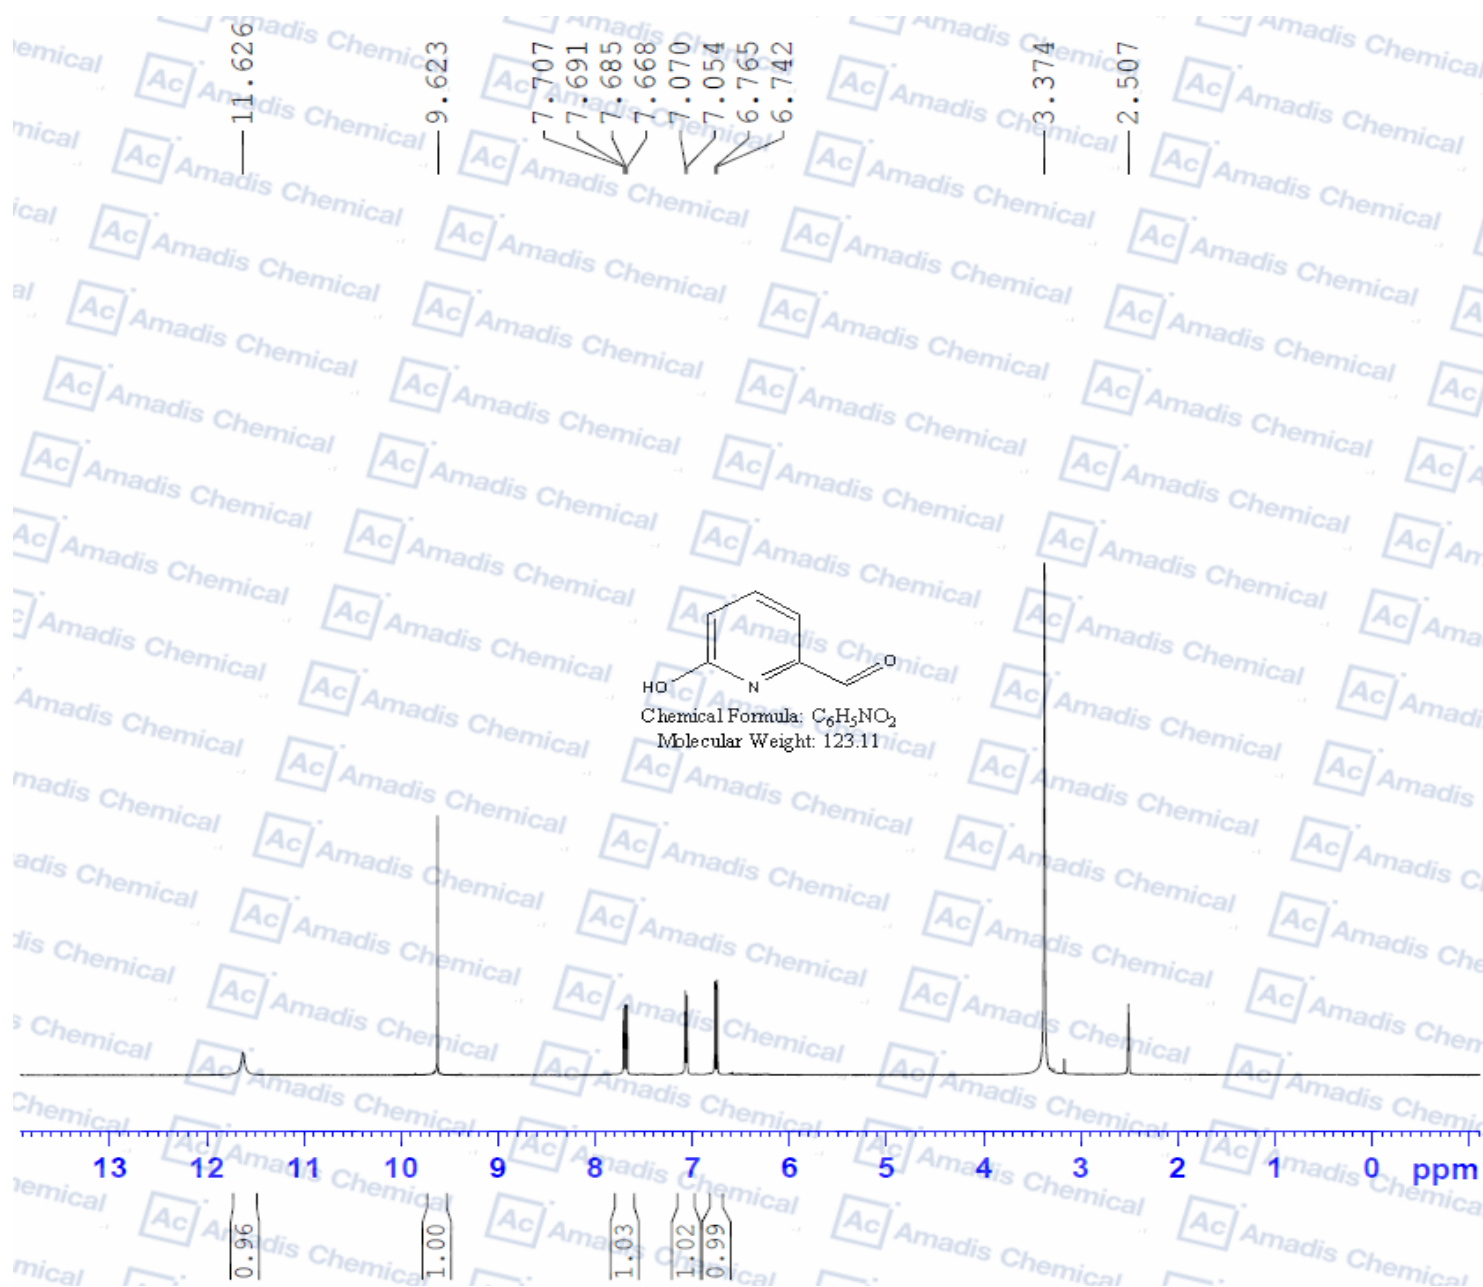 11.626
9.623
7.707
7.691
7.685
7.668
7.070
7.054
6.765
6.742
3.374
2.507
HO
N
O
Chemical Formula: C₆H₅NO₂
Molecular Weight: 123.11
13 12 11 10 9 8 7 6 5 4 3 2 1 0 ppm
0.96
1.00
1.03
1.02
0.99
Ac Amadis Chemical